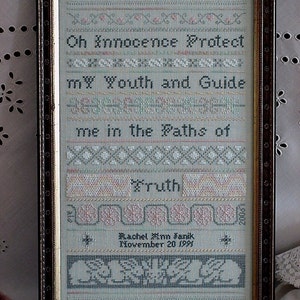 Oh Innocence Protect
mY Youth and Guide
me in the Paths of
Truth
2006
Rachel Ann Janik
November 20 1991